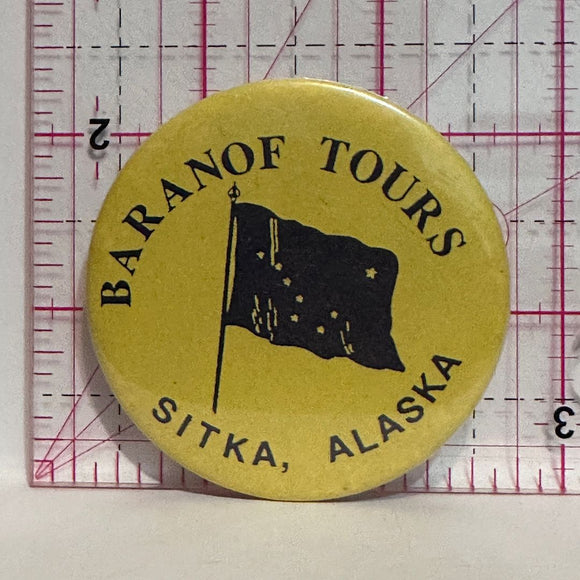 BARANOF TOURS
SITKA, ALASKA
2
3